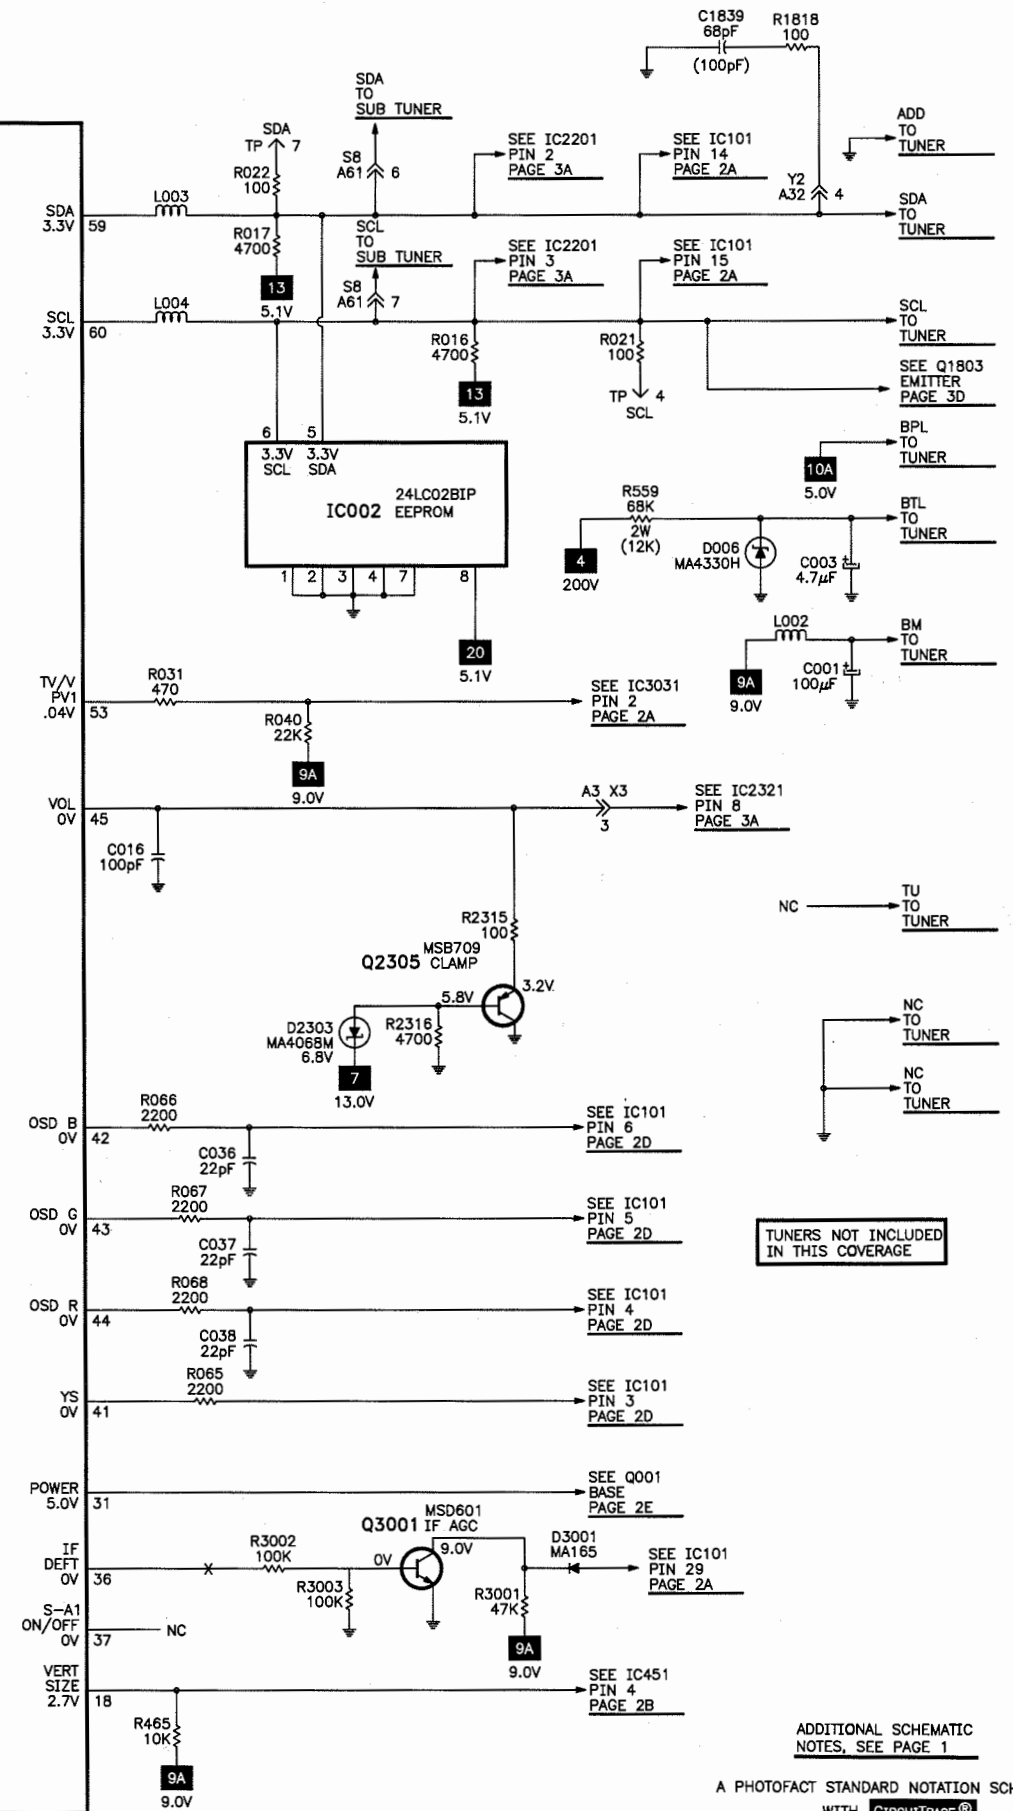 C1839
68pF
(100pF)
R1818
100
SDA
TO
SUB TUNER
ADD
TO
TUNER
SDA
TP 7
R022
100
S8
A61 6
SEE IC2201
PIN 2
PAGE 3A
SEE IC101
PIN 14
PAGE 2A
Y2
A32 4
L003
SDA
3.3V
59
SDA
TO
TUNER
R017
4700
13
5.1V
SCL
TO
SUB TUNER
S8
A61 7
SEE IC2201
PIN 3
PAGE 3A
SEE IC101
PIN 15
PAGE 2A
L004
SCL
3.3V
60
SCL
TO
TUNER
R016
4700
13
5.1V
R021
100
TP 4
SCL
SEE Q1803
EMITTER
PAGE 3D
6 5
3.3V 3.3V
SCL SDA
IC002
24LC02BIP
EEPROM
1 2 3 4 7 8
20
5.1V
BPL
TO
TUNER
10A
5.0V
R559
68K
2W
(12K)
4
200V
D006
MA4330H
C003
4.7µF
BTL
TO
TUNER
L002
9A
9.0V
C001
100µF
BM
TO
TUNER
TV/V
PV1
.04V
53
R031
470
R040
22K
9A
9.0V
SEE IC3031
PIN 2
PAGE 2A
VOL
0V
45
C016
100pF
A3 X3
3
SEE IC2321
PIN 8
PAGE 3A
NC
TU
TO
TUNER
R2315
100
Q2305
MSB709
CLAMP
5.8V
3.2V
D2303
MA4068M
6.8V
R2316
4700
7
13.0V
NC
TO
TUNER
NC
TO
TUNER
OSD B
0V
42
R066
2200
C036
22pF
SEE IC101
PIN 6
PAGE 2D
OSD G
0V
43
R067
2200
C037
22pF
SEE IC101
PIN 5
PAGE 2D
TUNERS NOT INCLUDED
IN THIS COVERAGE
OSD R
0V
44
R068
2200
C038
22pF
SEE IC101
PIN 4
PAGE 2D
YS
0V
41
R065
2200
SEE IC101
PIN 3
PAGE 2D
POWER
5.0V
31
SEE Q001
BASE
PAGE 2E
IF
DEFT
0V
36
R3002
100K
R3003
100K
Q3001
MSD601
IF AGC
0V
9.0V
D3001
MA165
R3001
47K
9A
9.0V
SEE IC101
PIN 29
PAGE 2A
S-A1
ON/OFF
0V
37
NC
VERT
SIZE
2.7V
18
R465
10K
9A
9.0V
SEE IC451
PIN 4
PAGE 2B
ADDITIONAL SCHEMATIC
NOTES, SEE PAGE 1
A PHOTOFACT STANDARD NOTATION SCH
WITH CIRCUITRACE®